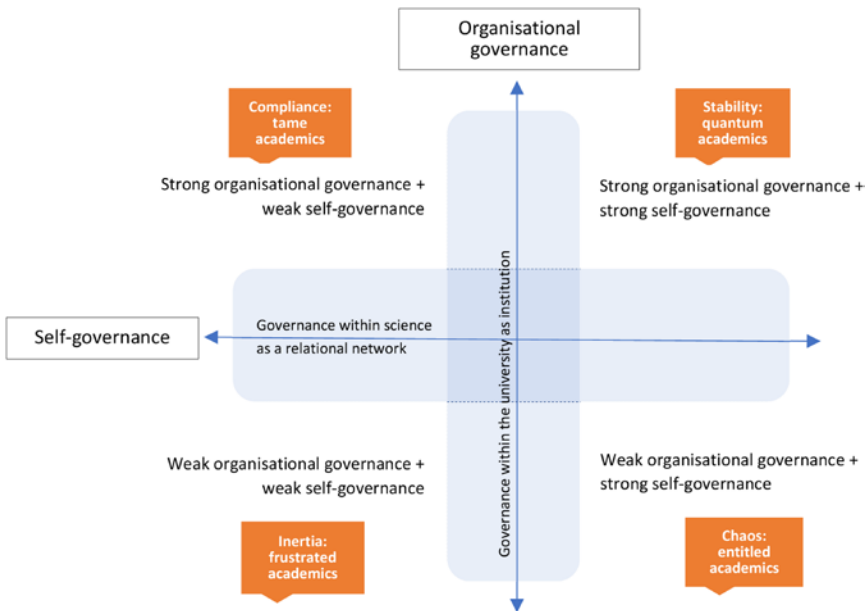 Organisational
governance
Compliance:
tame
academics
Stability:
quantum
academics
Strong organisational governance +
weak self-governance
Strong organisational governance +
strong self-governance
Self-governance
Governance within science
as a relational network
Governance within the university as institution
Weak organisational governance +
weak self-governance
Weak organisational governance +
strong self-governance
Inertia:
frustrated
academics
Chaos:
entitled
academics